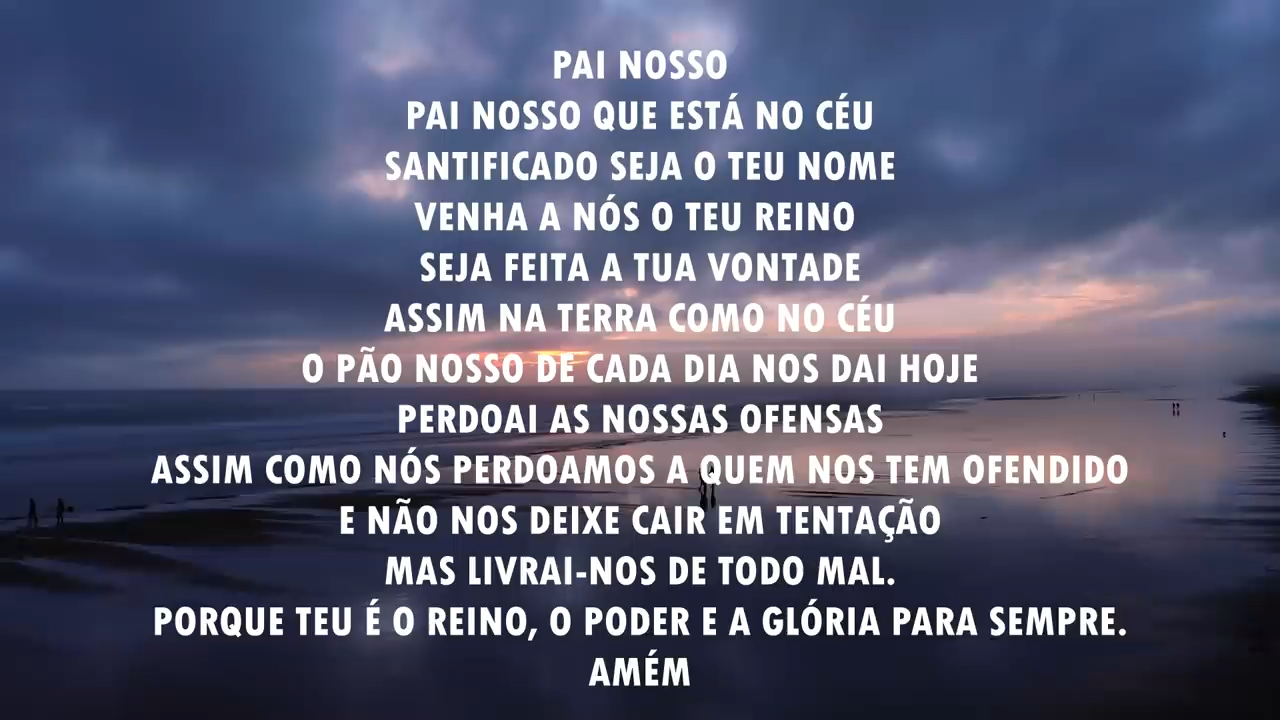 PAI NOSSO
PAI NOSSO QUE ESTÁ NO CÉU
SANTIFICADO SEJA O TEU NOME
VENHA A NÓS O TEU REINO
SEJA FEITA A TUA VONTADE
ASSIM NA TERRA COMO NO CÉU
O PÃO NOSSO DE CADA DIA NOS DAI HOJE
PERDOAI AS NOSSAS OFENSAS
ASSIM COMO NÓS PERDOAMOS A QUEM NOS TEM OFENDIDO
E NÃO NOS DEIXE CAIR EM TENTAÇÃO
MAS LIVRAI-NOS DE TODO MAL.
PORQUE TEU É O REINO, O PODER E A GLÓRIA PARA SEMPRE.
AMÉM